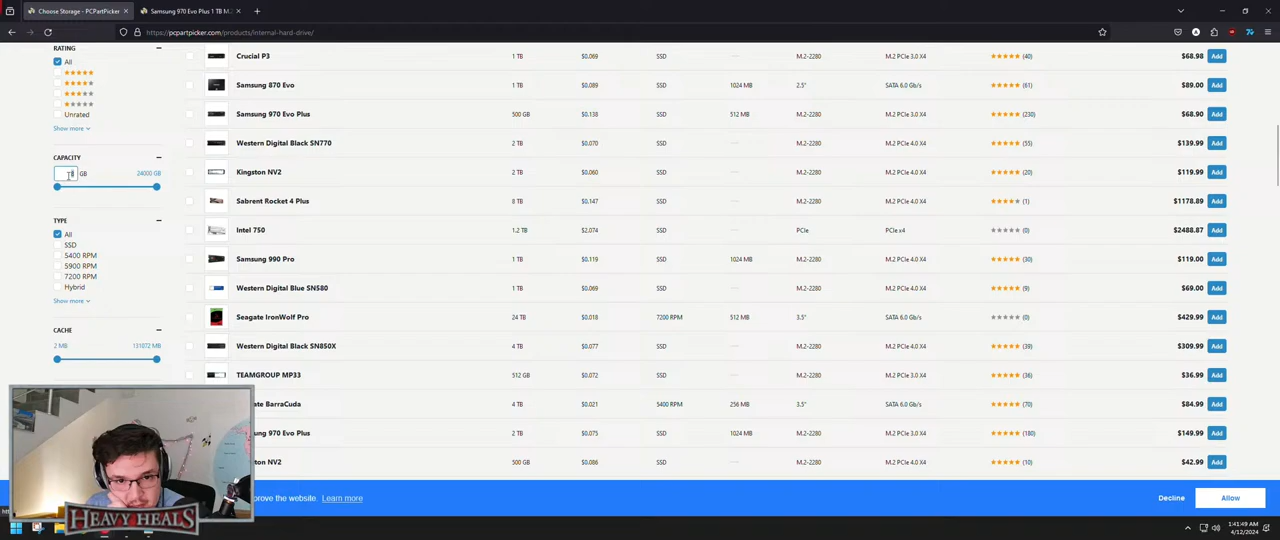 Choose Storage - PCPartPicker
Samsung 970 Evo Plus 1 TB M.2
https://pcpartpicker.com/products/internal-hard-drive/
RATING
All
Unrated
Show more
CAPACITY
GB 24000 GB
TYPE
All
SSD
5400 RPM
5900 RPM
7200 RPM
Hybrid
Show more
CACHE
2 MB 131072 MB
Crucial P3 1 TB $0.069 SSD M.2-2280 M.2 PCIe 3.0 X4 (40) $68.98 Add
Samsung 870 Evo 1 TB $0.089 SSD 1024 MB 2.5" SATA 6.0 Gb/s (61) $89.00 Add
Samsung 970 Evo Plus 500 GB $0.138 SSD 512 MB M.2-2280 M.2 PCIe 3.0 X4 (230) $68.90 Add
Western Digital Black SN770 2 TB $0.070 SSD M.2-2280 M.2 PCIe 4.0 X4 (55) $139.99 Add
Kingston NV2 2 TB $0.060 SSD M.2-2280 M.2 PCIe 4.0 X4 (20) $119.99 Add
Sabrent Rocket 4 Plus 8 TB $0.147 SSD M.2-2280 M.2 PCIe 4.0 X4 (1) $1178.89 Add
Intel 750 1.2 TB $2.074 SSD PCIe PCIe x4 (0) $2488.87 Add
Samsung 990 Pro 1 TB $0.119 SSD 1024 MB M.2-2280 M.2 PCIe 4.0 X4 (30) $119.00 Add
Western Digital Blue SN580 1 TB $0.069 SSD M.2-2280 M.2 PCIe 4.0 X4 (9) $69.00 Add
Seagate IronWolf Pro 24 TB $0.018 7200 RPM 512 MB 3.5" SATA 6.0 Gb/s (0) $429.99 Add
Western Digital Black SN850X 4 TB $0.077 SSD M.2-2280 M.2 PCIe 4.0 X4 (39) $309.99 Add
TEAMGROUP MP33 512 GB $0.072 SSD M.2-2280 M.2 PCIe 3.0 X4 (36) $36.99 Add
ate BarraCuda 4 TB $0.021 5400 RPM 256 MB 3.5" SATA 6.0 Gb/s (70) $84.99 Add
970 Evo Plus 2 TB $0.075 SSD 1024 MB M.2-2280 M.2 PCIe 3.0 X4 (180) $149.99 Add
ton NV2 500 GB $0.086 SSD M.2-2280 M.2 PCIe 4.0 X4 (10) $42.99 Add
prove the website. Learn more Decline Allow
HEAVY HEALS
1:41:49 AM
4/12/2024